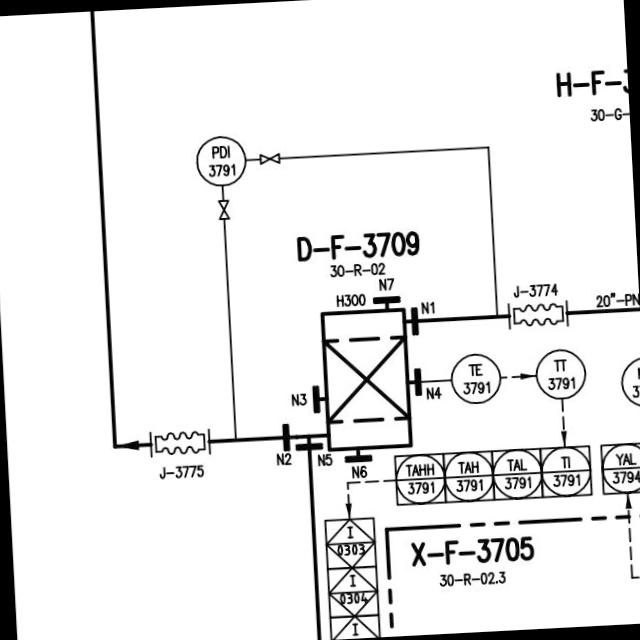 H-F-3
30-G-
PDI
3791
D-F-3709
30-R-02
N7
H300
N1
J-3774
20"-PN
TE
3791
TT
3791
N4
N3
N2
N5
N6
J-3775
TAHH
3791
TAH
3791
TAL
3791
TI
3791
YAL
3794
I
0303
I
0304
I
X-F-3705
30-R-02.3